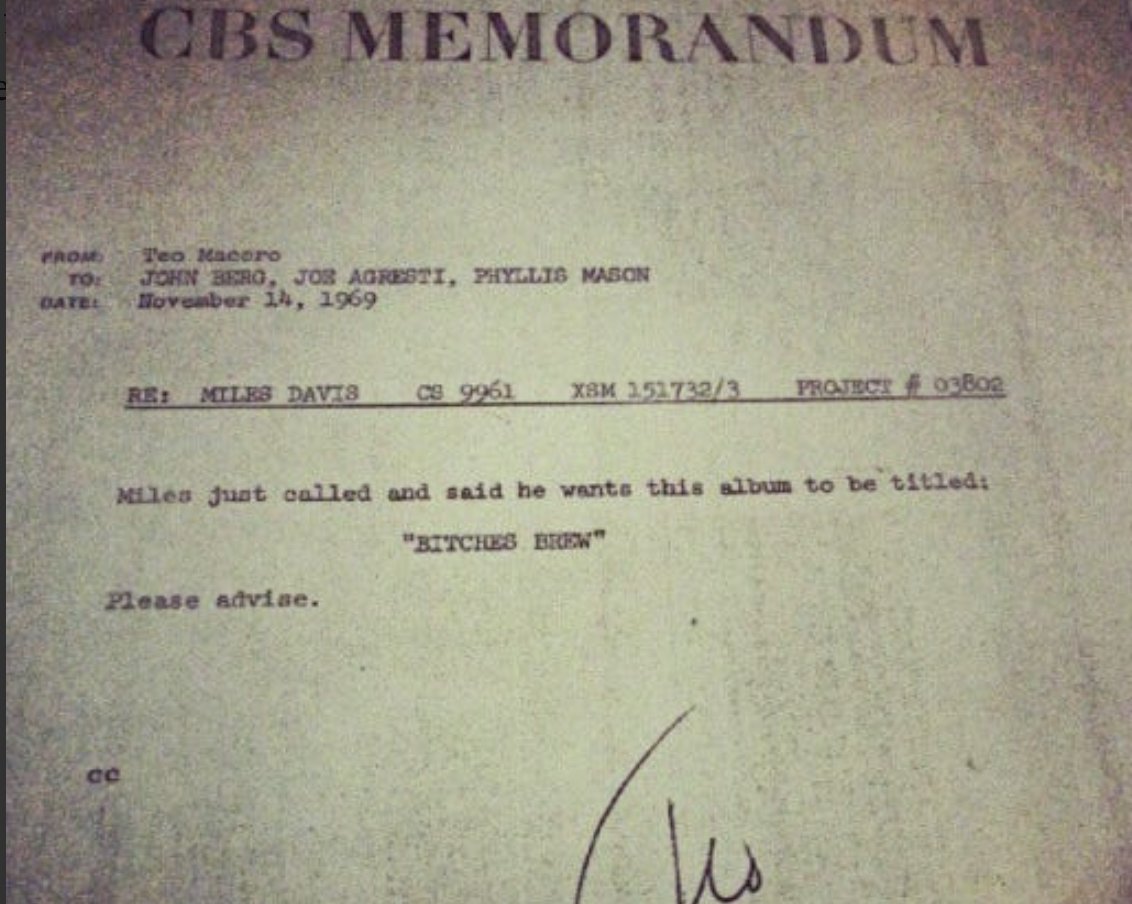 CBS MEMORANDUM
FROM: Teo Macero
TO: JOHN BERG, JOE AGRESTI, PHYLLIS MASON
DATE: November 14, 1969
RE: MILES DAVIS CS 9961 XSM 151732/3 PROJECT # 03802
Miles just called and said he wants this album to be titled:
"BITCHES BREW"
Please advise.
cc
Teo